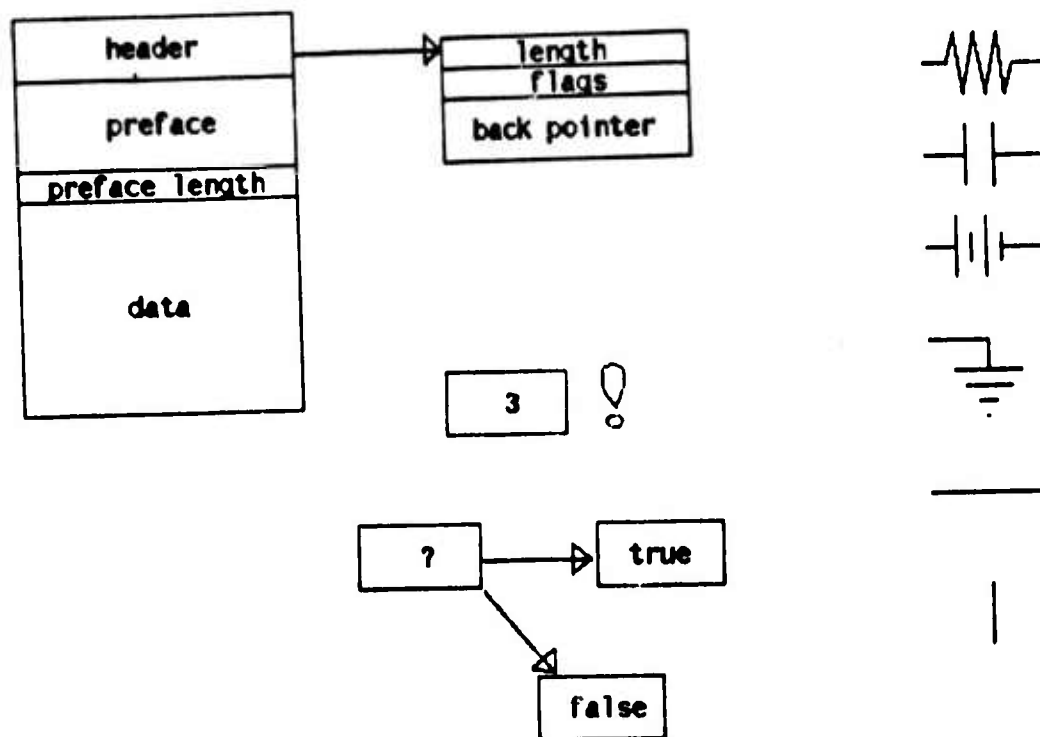 header
preface
preface length
data
length
flags
back pointer
3 !
? true
false